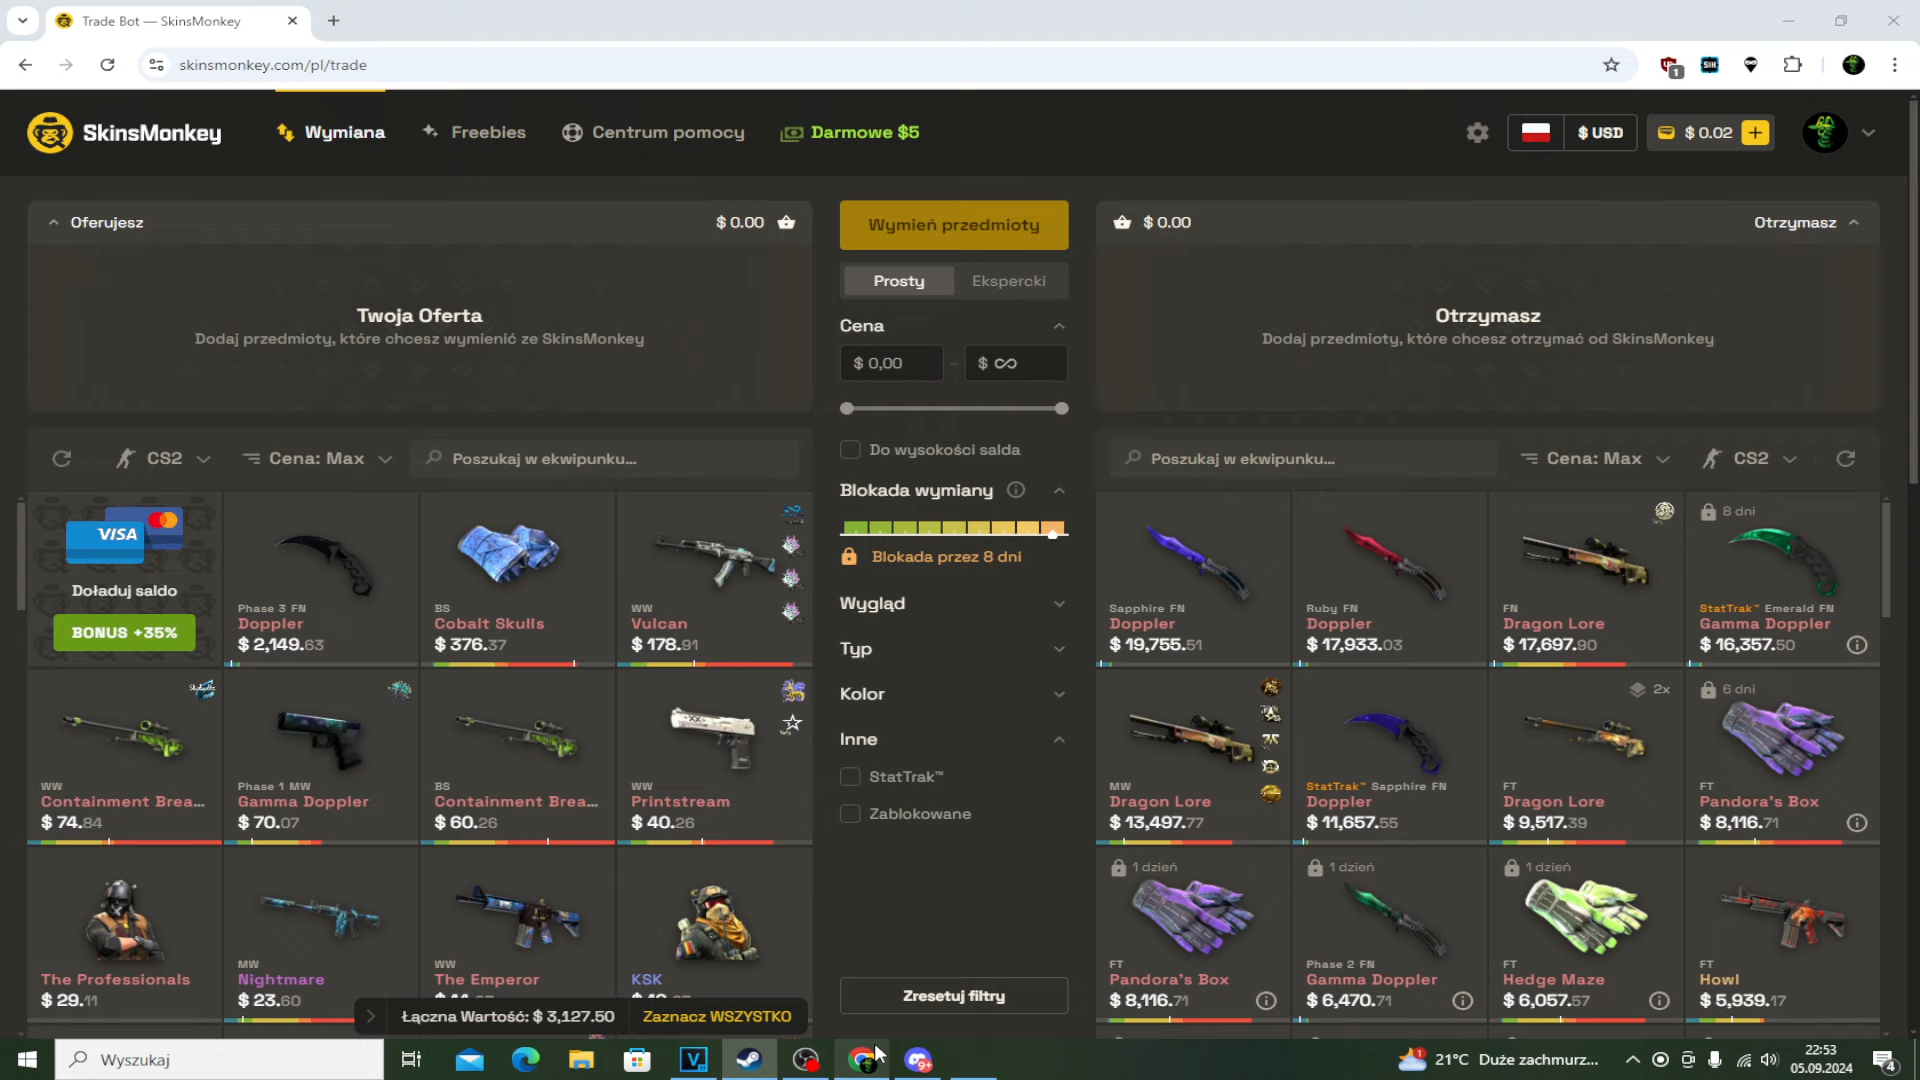 Trade Bot — SkinsMonkey
skinsmonkey.com/pl/trade
1
SIH
SkinsMonkey
Wymiana
Freebies
Centrum pomocy
Darmowe $5
$ USD
$ 0.02
Oferujesz
$ 0.00
Wymień przedmioty
$ 0.00
Otrzymasz
Prosty
Ekspercki
Twoja Oferta
Dodaj przedmioty, które chcesz wymienić ze SkinsMonkey
Otrzymasz
Dodaj przedmioty, które chcesz otrzymać od SkinsMonkey
Cena
$ 0,00
$ ∞
Do wysokości salda
Blokada wymiany
Blokada przez 8 dni
Wygląd
Typ
Kolor
Inne
StatTrak™
Zablokowane
Zresetuj filtry
CS2
Cena: Max
Poszukaj w ekwipunku...
Poszukaj w ekwipunku...
Cena: Max
CS2
VISA
Doładuj saldo
BONUS +35%
Phase 3 FN
Doppler
$ 2,149.63
BS
Cobalt Skulls
$ 376.37
WW
Vulcan
$ 178.91
WW
Containment Brea...
$ 74.84
Phase 1 MW
Gamma Doppler
$ 70.07
BS
Containment Brea...
$ 60.26
WW
Printstream
$ 40.26
The Professionals
$ 29.11
MW
Nightmare
$ 23.60
WW
The Emperor
KSK
Łączna Wartość: $ 3,127.50
Zaznacz WSZYSTKO
Sapphire FN
Doppler
$ 19,755.51
Ruby FN
Doppler
$ 17,933.03
FN
Dragon Lore
$ 17,697.90
8 dni
StatTrak™ Emerald FN
Gamma Doppler
$ 16,357.50
MW
Dragon Lore
$ 13,497.77
StatTrak™ Sapphire FN
Doppler
$ 11,657.55
2x
FT
Dragon Lore
$ 9,517.39
6 dni
FT
Pandora's Box
$ 8,116.71
1 dzień
FT
Pandora's Box
$ 8,116.71
1 dzień
Phase 2 FN
Gamma Doppler
$ 6,470.71
1 dzień
FT
Hedge Maze
$ 6,057.57
FT
Howl
$ 5,939.17
Wyszukaj
V
9+
1
21°C Duże zachmurz...
22:53
05.09.2024
4